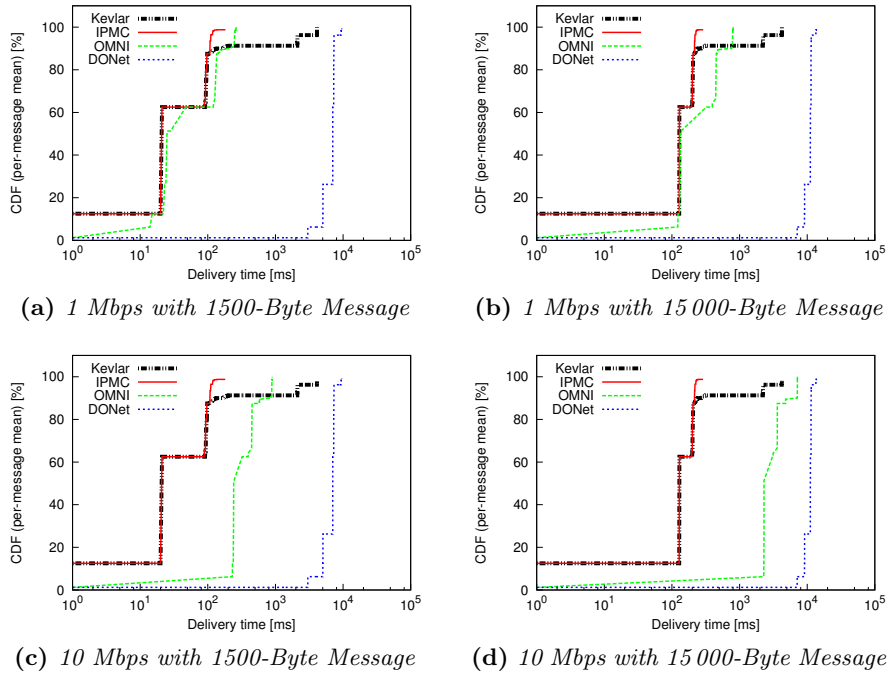 Kevlar
IPMC
OMNI
DONet
CDF (per-message mean) [%]
100
80
60
40
20
0
10^0 10^1 10^2 10^3 10^4 10^5
Delivery time [ms]
(a) 1 Mbps with 1500-Byte Message
Kevlar
IPMC
OMNI
DONet
CDF (per-message mean) [%]
100
80
60
40
20
0
10^0 10^1 10^2 10^3 10^4 10^5
Delivery time [ms]
(b) 1 Mbps with 15 000-Byte Message
Kevlar
IPMC
OMNI
DONet
CDF (per-message mean) [%]
100
80
60
40
20
0
10^0 10^1 10^2 10^3 10^4 10^5
Delivery time [ms]
(c) 10 Mbps with 1500-Byte Message
Kevlar
IPMC
OMNI
DONet
CDF (per-message mean) [%]
100
80
60
40
20
0
10^0 10^1 10^2 10^3 10^4 10^5
Delivery time [ms]
(d) 10 Mbps with 15 000-Byte Message